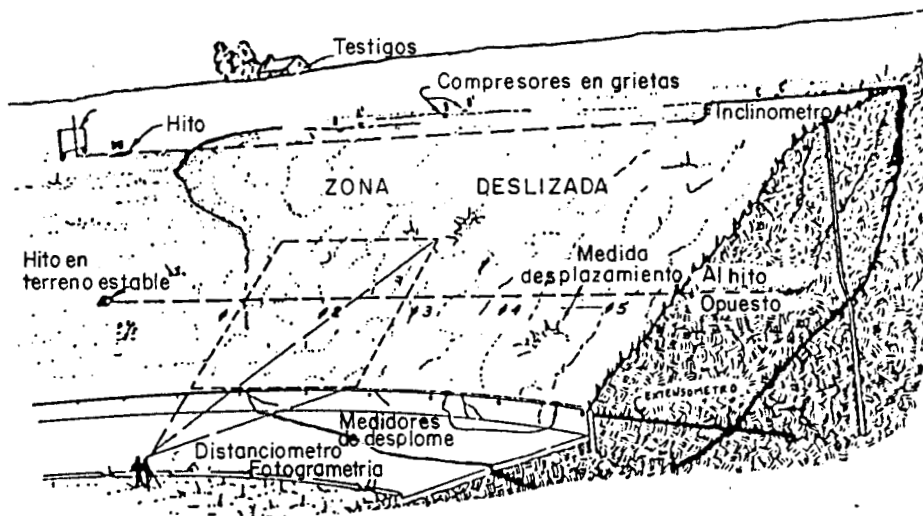 Testigos
Compresores en grietas
Hito
Inclinometro
ZONA DESLIZADA
Hito en
terreno estable
Medida
desplazamiento
Al hito
Opuesto
2 3 4 5
EXTENSOMETRO
Medidores
de desplome
Distanciometro
Fotogrametria